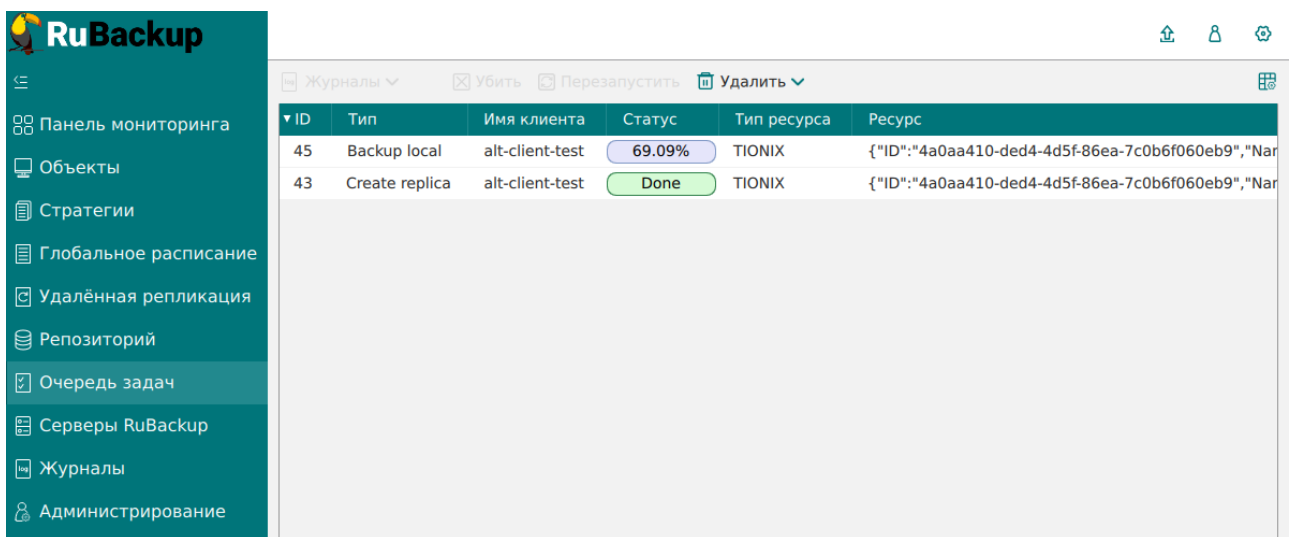 RuBackup
Журналы Убить Перезапустить Удалить
Панель мониторинга
Объекты
Стратегии
Глобальное расписание
Удалённая репликация
Репозиторий
Очередь задач
Серверы RuBackup
Журналы
Администрирование
ID Тип Имя клиента Статус Тип ресурса Ресурс
45 Backup local alt-client-test 69.09% TIONIX {"ID":"4a0aa410-ded4-4d5f-86ea-7c0b6f060eb9","Nar
43 Create replica alt-client-test Done TIONIX {"ID":"4a0aa410-ded4-4d5f-86ea-7c0b6f060eb9","Nar